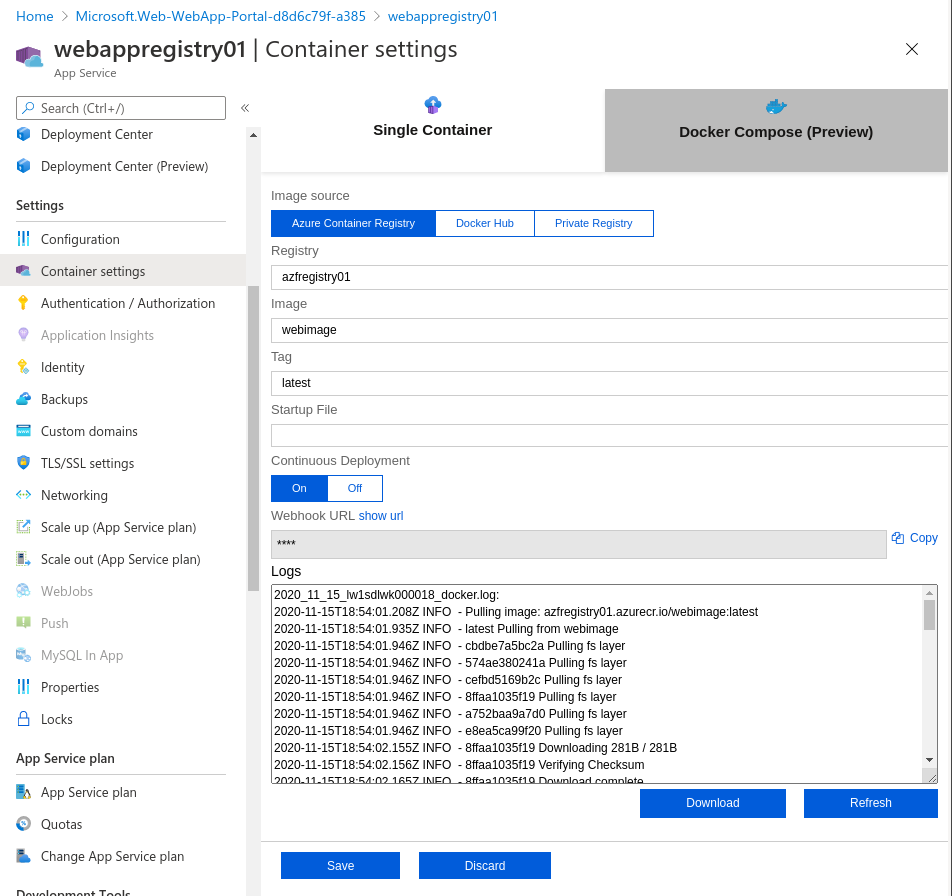 Home > Microsoft.Web-WebApp-Portal-d8d6c79f-a385 > webappregistry01
webappregistry01 | Container settings
App Service
Search (Ctrl+/)
«
Deployment Center
Deployment Center (Preview)
Settings
Configuration
Container settings
Authentication / Authorization
Application Insights
Identity
Backups
Custom domains
TLS/SSL settings
Networking
Scale up (App Service plan)
Scale out (App Service plan)
WebJobs
Push
MySQL In App
Properties
Locks
App Service plan
App Service plan
Quotas
Change App Service plan
Development Tools
Single Container
Docker Compose (Preview)
Image source
Azure Container Registry
Docker Hub
Private Registry
Registry
azfregistry01
Image
webimage
Tag
latest
Startup File
Continuous Deployment
On
Off
Webhook URL show url
****
Copy
Logs
2020_11_15_lw1sdlwk000018_docker.log:
2020-11-15T18:54:01.208Z INFO  - Pulling image: azfregistry01.azurecr.io/webimage:latest
2020-11-15T18:54:01.935Z INFO  - latest Pulling from webimage
2020-11-15T18:54:01.946Z INFO  - cbdbe7a5bc2a Pulling fs layer
2020-11-15T18:54:01.946Z INFO  - 574ae380241a Pulling fs layer
2020-11-15T18:54:01.946Z INFO  - cefbd5169b2c Pulling fs layer
2020-11-15T18:54:01.946Z INFO  - 8ffaa1035f19 Pulling fs layer
2020-11-15T18:54:01.946Z INFO  - a752baa9a7d0 Pulling fs layer
2020-11-15T18:54:01.946Z INFO  - e8ea5ca99f20 Pulling fs layer
2020-11-15T18:54:02.155Z INFO  - 8ffaa1035f19 Downloading 281B / 281B
2020-11-15T18:54:02.156Z INFO  - 8ffaa1035f19 Verifying Checksum
2020-11-15T18:54:02.165Z INFO  - 8ffaa1035f19 Download complete
Download
Refresh
Save
Discard